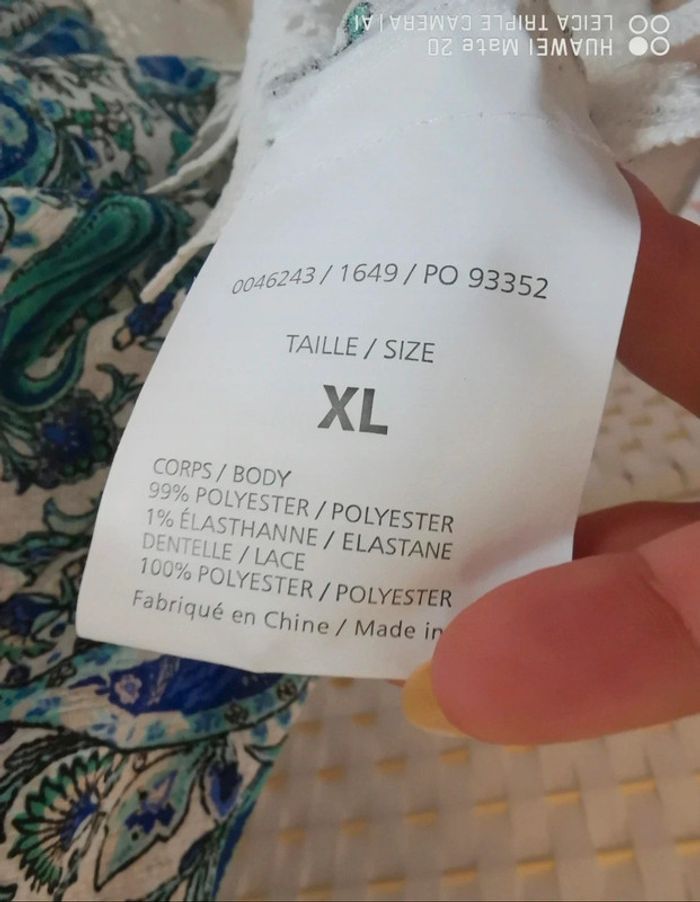 HUAWEI Mate 20
LEICA TRIPLE CAMERA | AI
0046243 / 1649 / PO 93352
TAILLE / SIZE
XL
CORPS / BODY
99% POLYESTER / POLYESTER
1% ÉLASTHANNE / ELASTANE
DENTELLE / LACE
100% POLYESTER / POLYESTER
Fabriqué en Chine / Made in